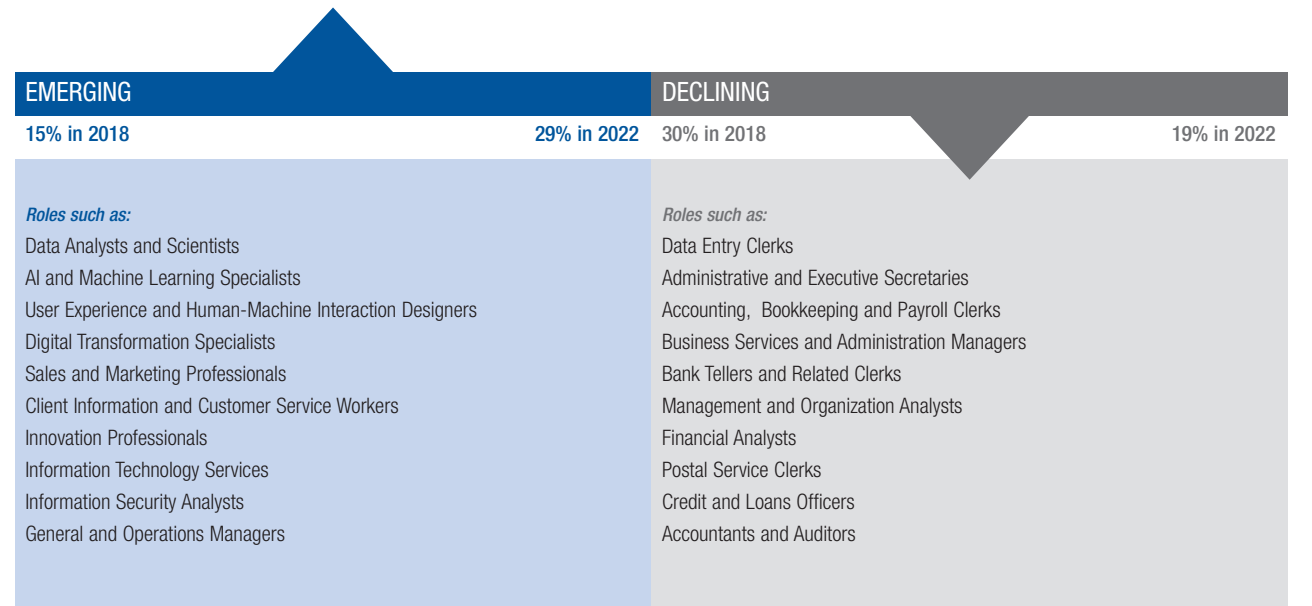 EMERGING
15% in 2018
29% in 2022
Roles such as:
Data Analysts and Scientists
AI and Machine Learning Specialists
User Experience and Human-Machine Interaction Designers
Digital Transformation Specialists
Sales and Marketing Professionals
Client Information and Customer Service Workers
Innovation Professionals
Information Technology Services
Information Security Analysts
General and Operations Managers
DECLINING
30% in 2018
19% in 2022
Roles such as:
Data Entry Clerks
Administrative and Executive Secretaries
Accounting, Bookkeeping and Payroll Clerks
Business Services and Administration Managers
Bank Tellers and Related Clerks
Management and Organization Analysts
Financial Analysts
Postal Service Clerks
Credit and Loans Officers
Accountants and Auditors